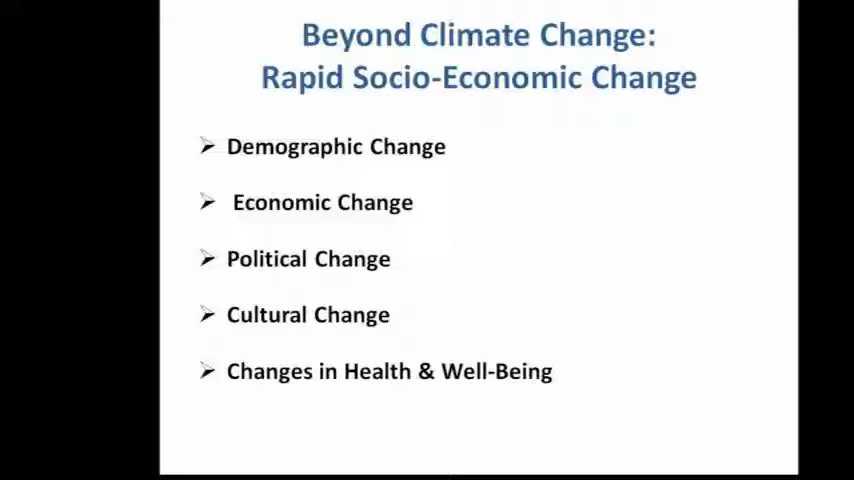 Beyond Climate Change:
Rapid Socio-Economic Change
➢ Demographic Change
➢ Economic Change
➢ Political Change
➢ Cultural Change
➢ Changes in Health & Well-Being